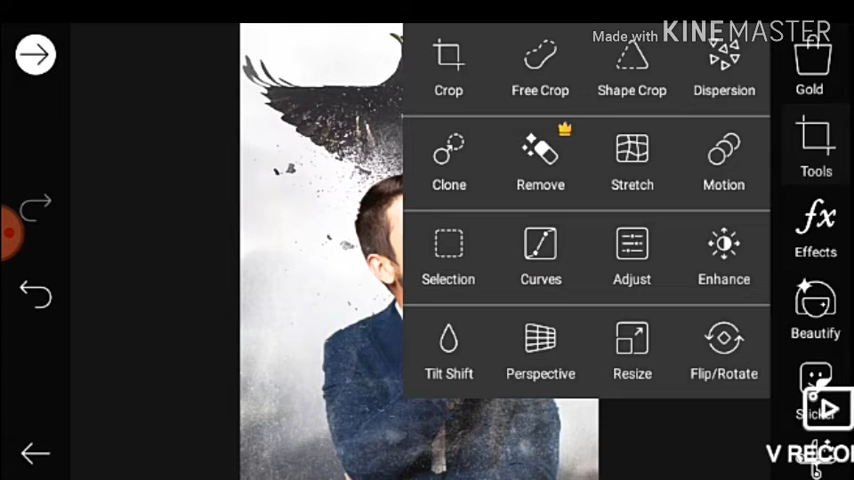 Made with KINEMASTER
Crop
Free Crop
Shape Crop
Dispersion
Gold
Clone
Remove
Stretch
Motion
Tools
Selection
Curves
Adjust
Enhance
Effects
Tilt Shift
Perspective
Resize
Flip/Rotate
Beautify
V RECO